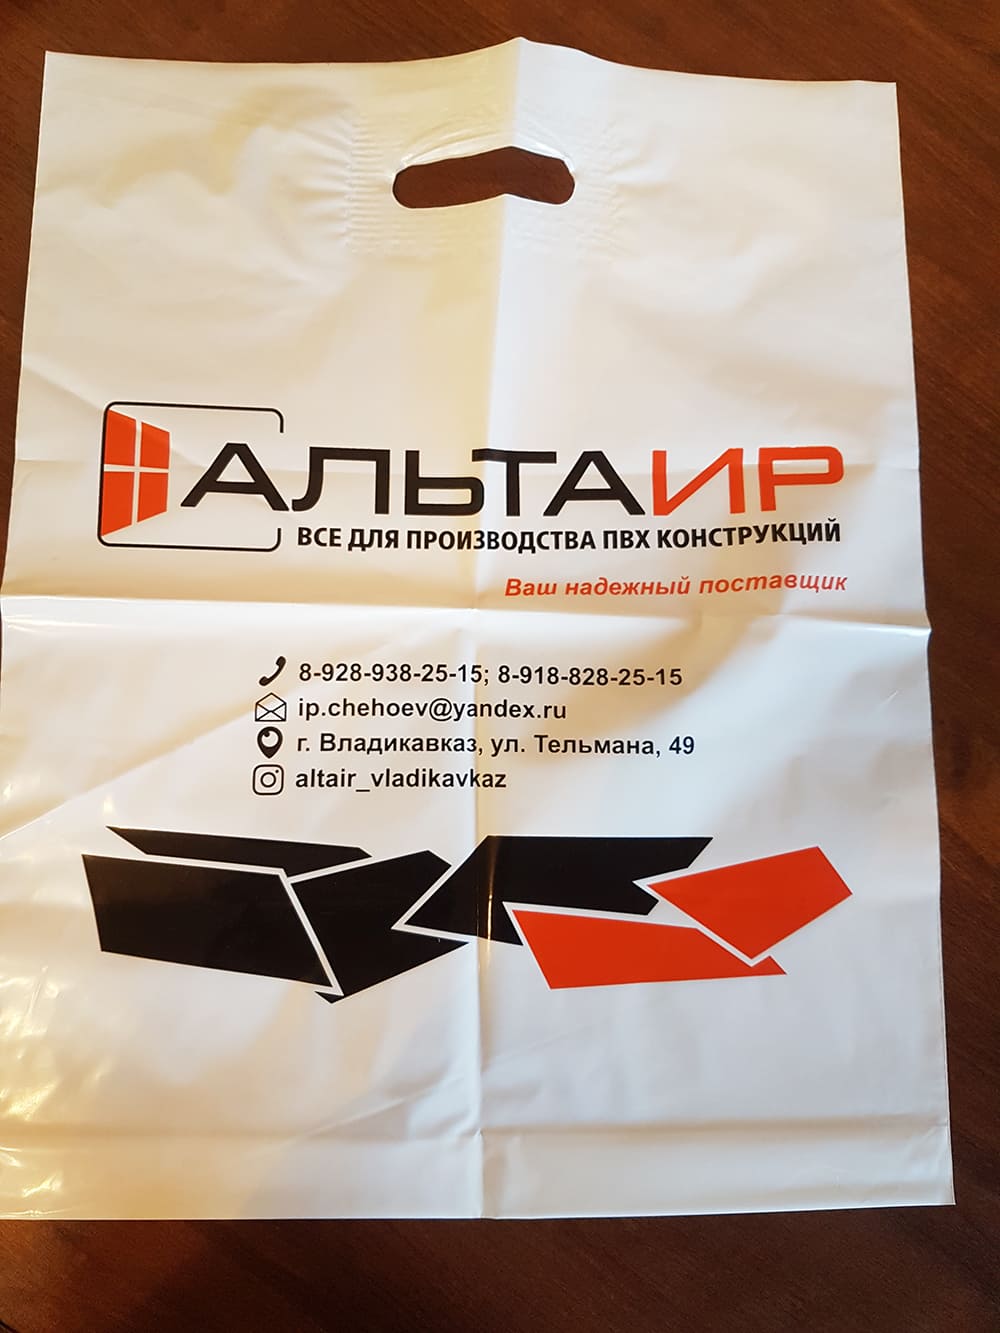 АЛЬТАИР
ВСЕ ДЛЯ ПРОИЗВОДСТВА ПВХ КОНСТРУКЦИЙ
Ваш надежный поставщик
8-928-938-25-15; 8-918-828-25-15
ip.chehoev@yandex.ru
г. Владикавказ, ул. Тельмана, 49
altair_vladikavkaz